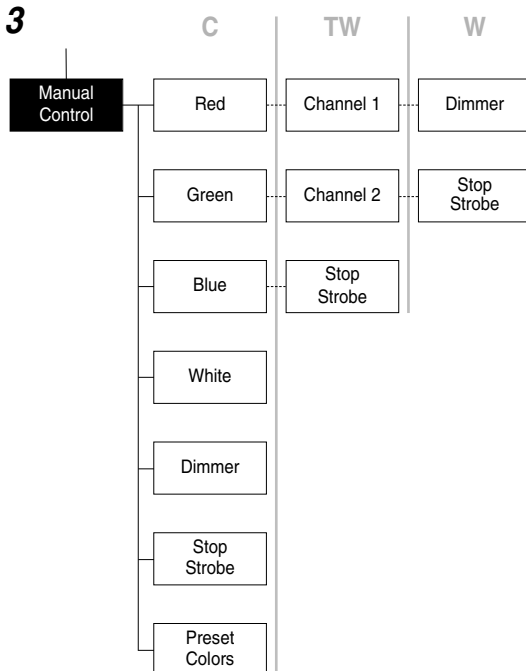 3
C TW W
Manual
Control
Red
Channel 1
Dimmer
Green
Channel 2
Stop
Strobe
Blue
Stop
Strobe
White
Dimmer
Stop
Strobe
Preset
Colors